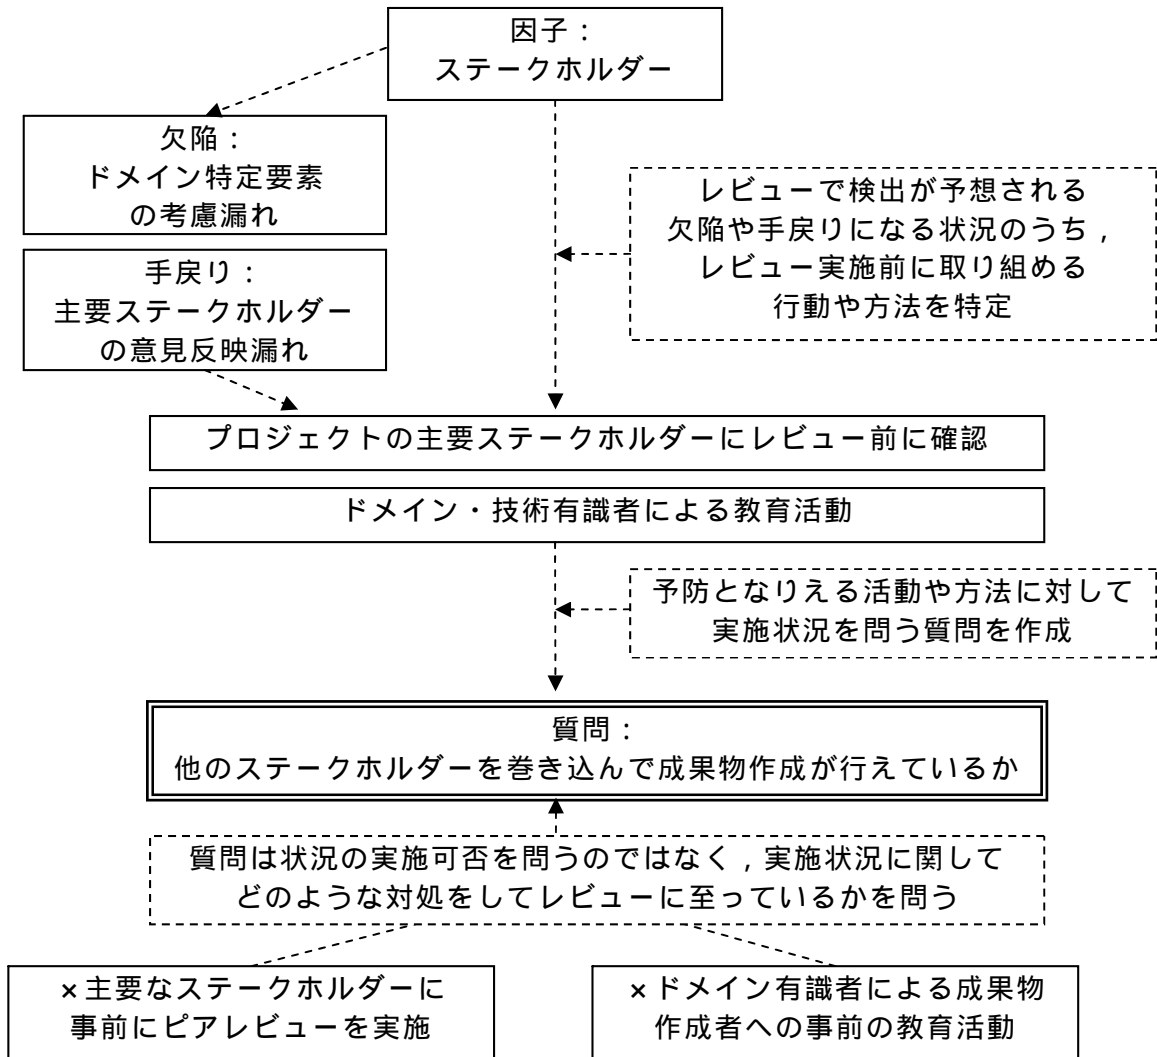 因子：
ステークホルダー
欠陥：
ドメイン特定要素
の考慮漏れ
レビューで検出が予想される
欠陥や手戻りになる状況のうち，
レビュー実施前に取り組める
行動や方法を特定
手戻り：
主要ステークホルダー
の意見反映漏れ
プロジェクトの主要ステークホルダーにレビュー前に確認
ドメイン・技術有識者による教育活動
予防となりえる活動や方法に対して
実施状況を問う質問を作成
質問：
他のステークホルダーを巻き込んで成果物作成が行えているか
質問は状況の実施可否を問うのではなく，実施状況に関して
どのような対処をしてレビューに至っているかを問う
×主要なステークホルダーに
事前にピアレビューを実施
×ドメイン有識者による成果物
作成者への事前の教育活動